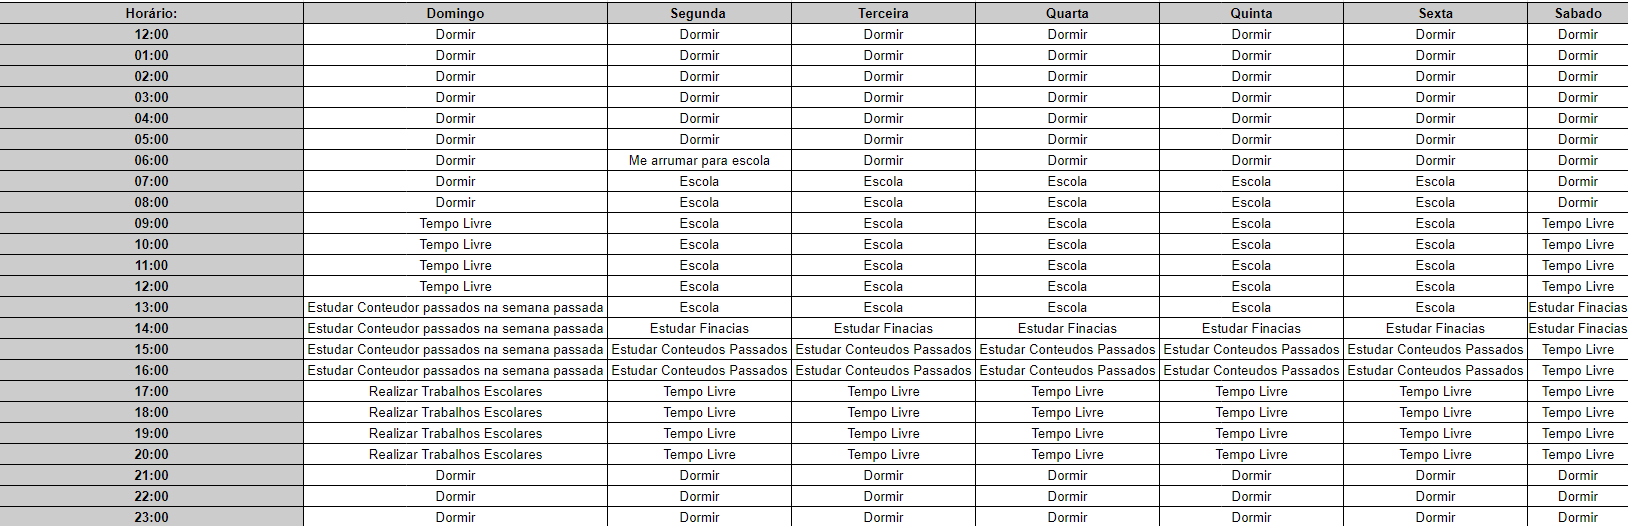 Horário: Domingo Segunda Terceira Quarta Quinta Sexta Sabado
12:00 Dormir Dormir Dormir Dormir Dormir Dormir Dormir
01:00 Dormir Dormir Dormir Dormir Dormir Dormir Dormir
02:00 Dormir Dormir Dormir Dormir Dormir Dormir Dormir
03:00 Dormir Dormir Dormir Dormir Dormir Dormir Dormir
04:00 Dormir Dormir Dormir Dormir Dormir Dormir Dormir
05:00 Dormir Dormir Dormir Dormir Dormir Dormir Dormir
06:00 Dormir Me arrumar para escola Dormir Dormir Dormir Dormir Dormir
07:00 Dormir Escola Escola Escola Escola Escola Dormir
08:00 Dormir Escola Escola Escola Escola Escola Dormir
09:00 Tempo Livre Escola Escola Escola Escola Escola Tempo Livre
10:00 Tempo Livre Escola Escola Escola Escola Escola Tempo Livre
11:00 Tempo Livre Escola Escola Escola Escola Escola Tempo Livre
12:00 Tempo Livre Escola Escola Escola Escola Escola Tempo Livre
13:00 Estudar Conteudor passados na semana passada Escola Escola Escola Escola Escola Estudar Finacias
14:00 Estudar Conteudor passados na semana passada Estudar Finacias Estudar Finacias Estudar Finacias Estudar Finacias Estudar Finacias Estudar Finacias
15:00 Estudar Conteudor passados na semana passada Estudar Conteudos Passados Estudar Conteudos Passados Estudar Conteudos Passados Estudar Conteudos Passados Estudar Conteudos Passados Tempo Livre
16:00 Estudar Conteudor passados na semana passada Estudar Conteudos Passados Estudar Conteudos Passados Estudar Conteudos Passados Estudar Conteudos Passados Estudar Conteudos Passados Tempo Livre
17:00 Realizar Trabalhos Escolares Tempo Livre Tempo Livre Tempo Livre Tempo Livre Tempo Livre Tempo Livre
18:00 Realizar Trabalhos Escolares Tempo Livre Tempo Livre Tempo Livre Tempo Livre Tempo Livre Tempo Livre
19:00 Realizar Trabalhos Escolares Tempo Livre Tempo Livre Tempo Livre Tempo Livre Tempo Livre Tempo Livre
20:00 Realizar Trabalhos Escolares Tempo Livre Tempo Livre Tempo Livre Tempo Livre Tempo Livre Tempo Livre
21:00 Dormir Dormir Dormir Dormir Dormir Dormir Dormir
22:00 Dormir Dormir Dormir Dormir Dormir Dormir Dormir
23:00 Dormir Dormir Dormir Dormir Dormir Dormir Dormir